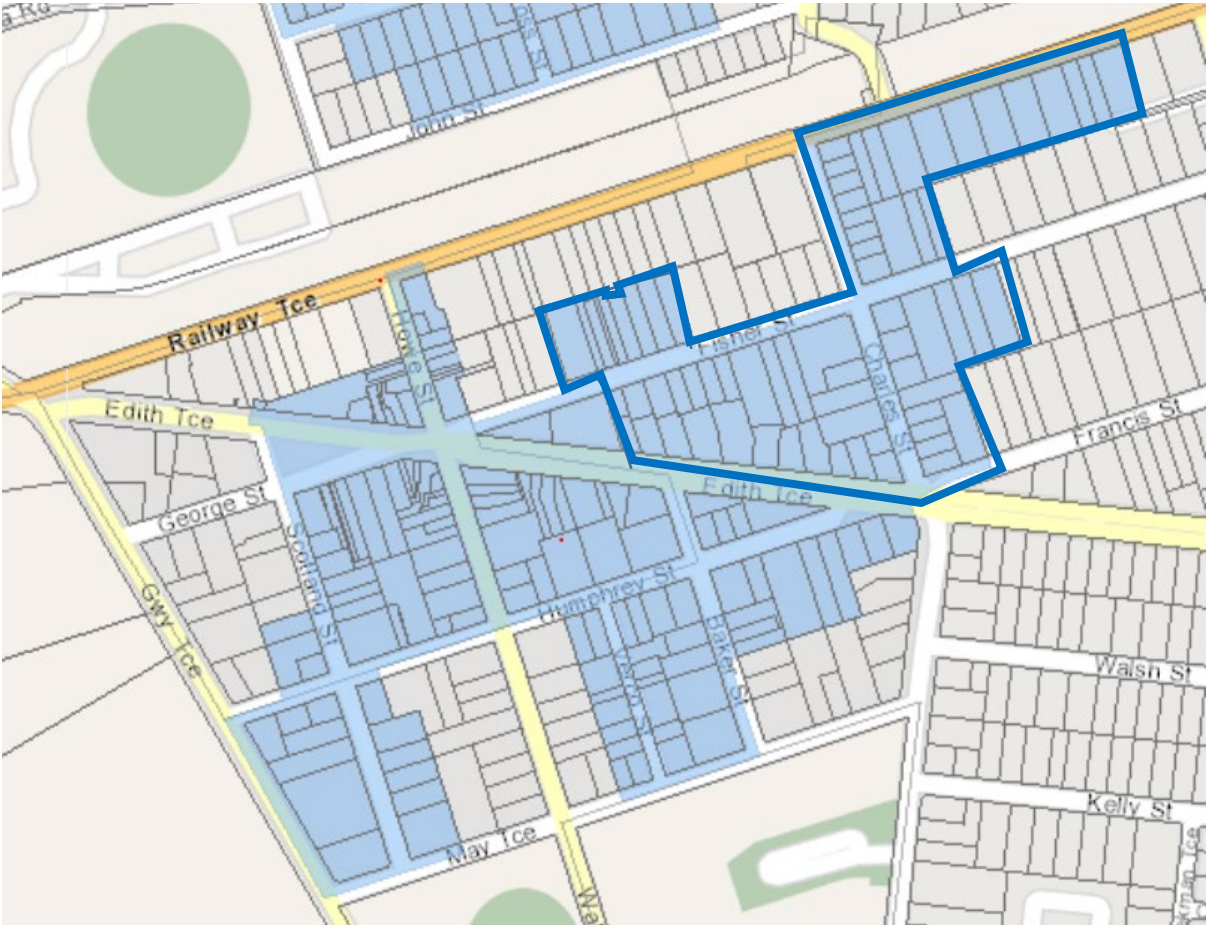 John St
Railway Tce
Howe St
Fisher St
Charles St
Edith Tce
Francis St
George St
Edith Tce
Scotland St
Gwy Tce
Humphrey St
Baker St
Walsh St
Kelly St
May Tce
Wa